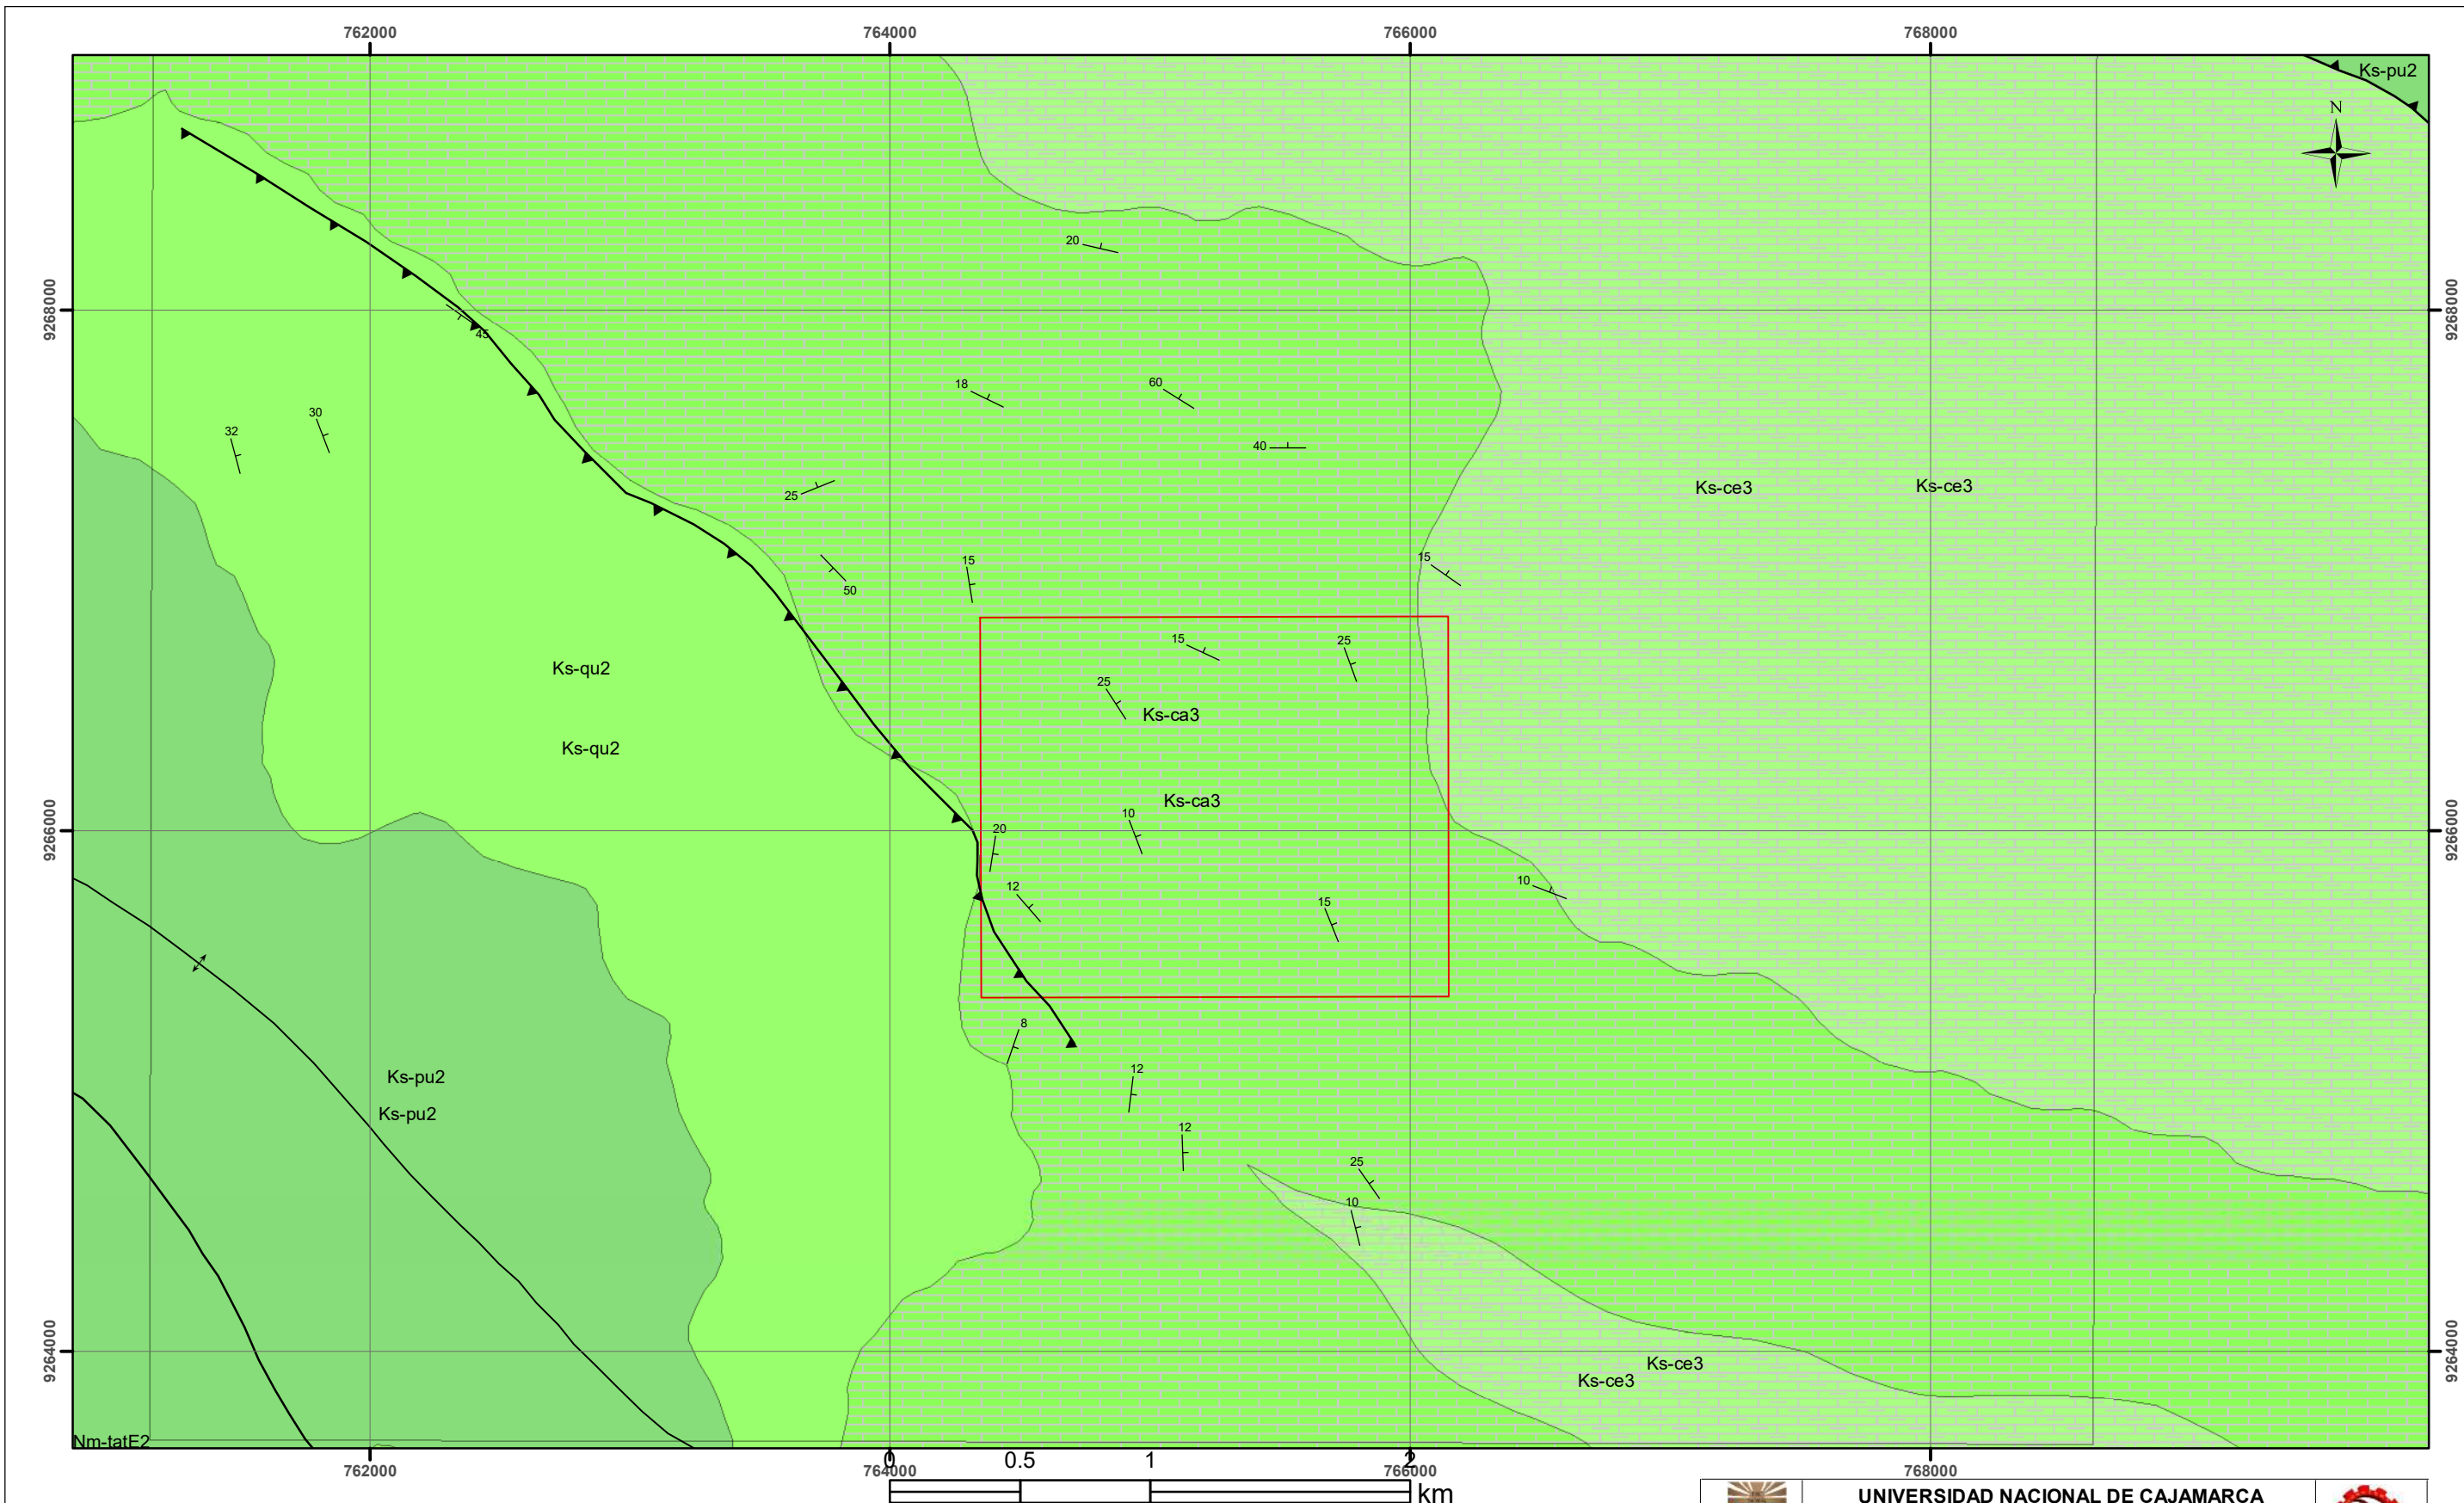 762000 764000 766000 768000
Ks-pu2
N
20
9268000 9268000
45
18 60
30
32
40
25
Ks-ce3 Ks-ce3
15
15
50
15 25
Ks-qu2
25
Ks-ca3
Ks-qu2
Ks-ca3
10
20
9266000 9266000
12
10
15
8
12
Ks-pu2
Ks-pu2
12
25
10
9264000 9264000
Ks-ce3
Ks-ce3
Nm-tatE2
0 0.5 1 2
762000 764000 766000 768000
km
UNIVERSIDAD NACIONAL DE CAJAMARCA